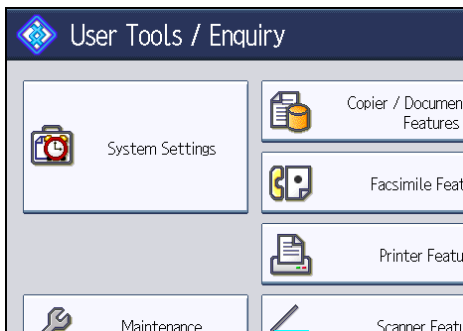 User Tools / Enquiry
System Settings
Copier / Documen
Features
Facsimile Feat
Printer Featu
Maintenance
Scanner Featu